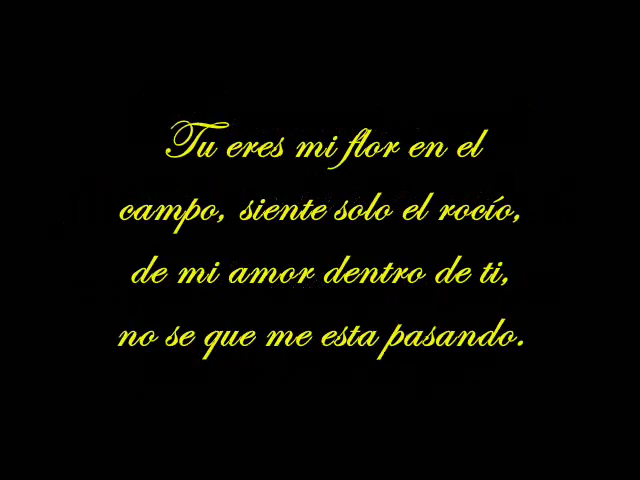 Tu eres mi flor en el
campo, siente solo el rocío,
de mi amor dentro de ti,
no se que me esta pasando.